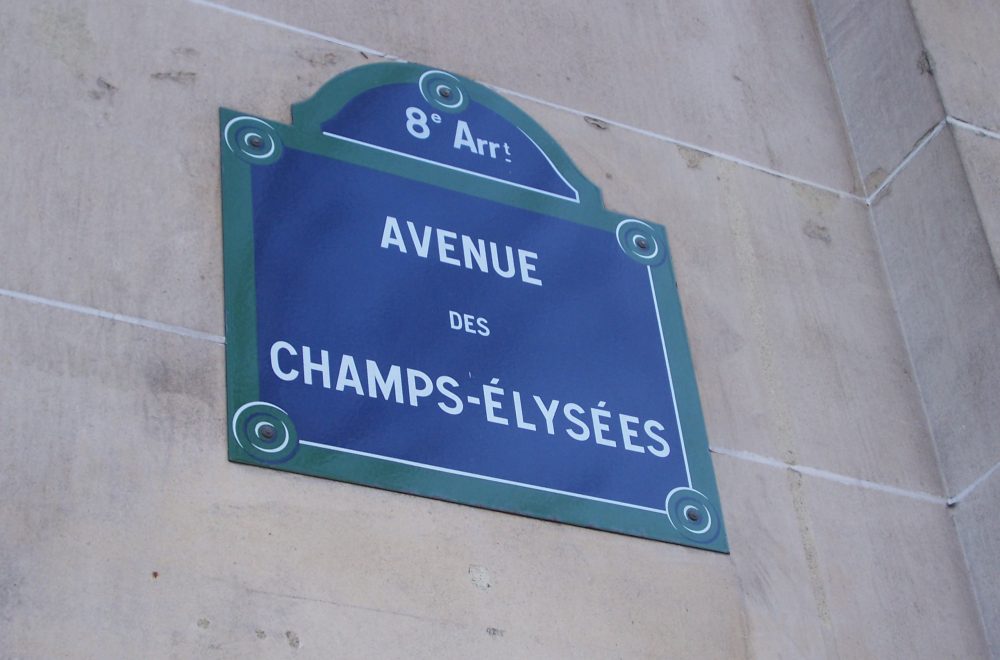 8e Arrt
AVENUE
DES
CHAMPS-ÉLYSÉES